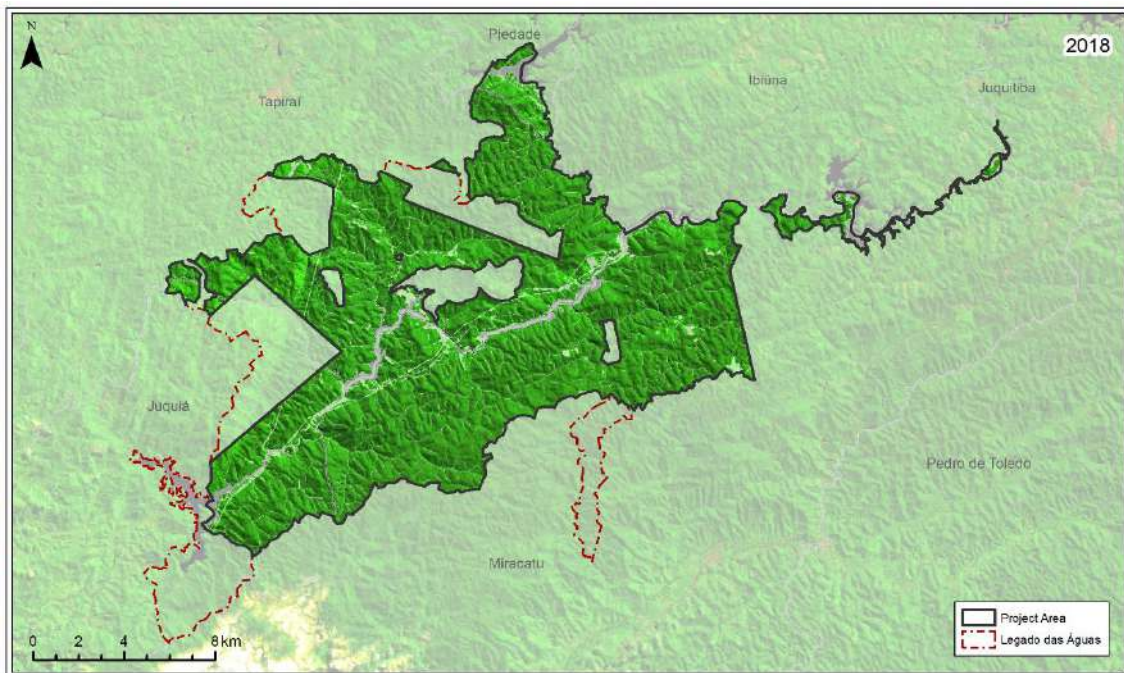 N
2018
Piedade
Ibiúna
Juquitiba
Tapiraí
Juquiá
Pedro de Toledo
Miracatu
0 2 4 8 km
Project Area
Legado das Águas